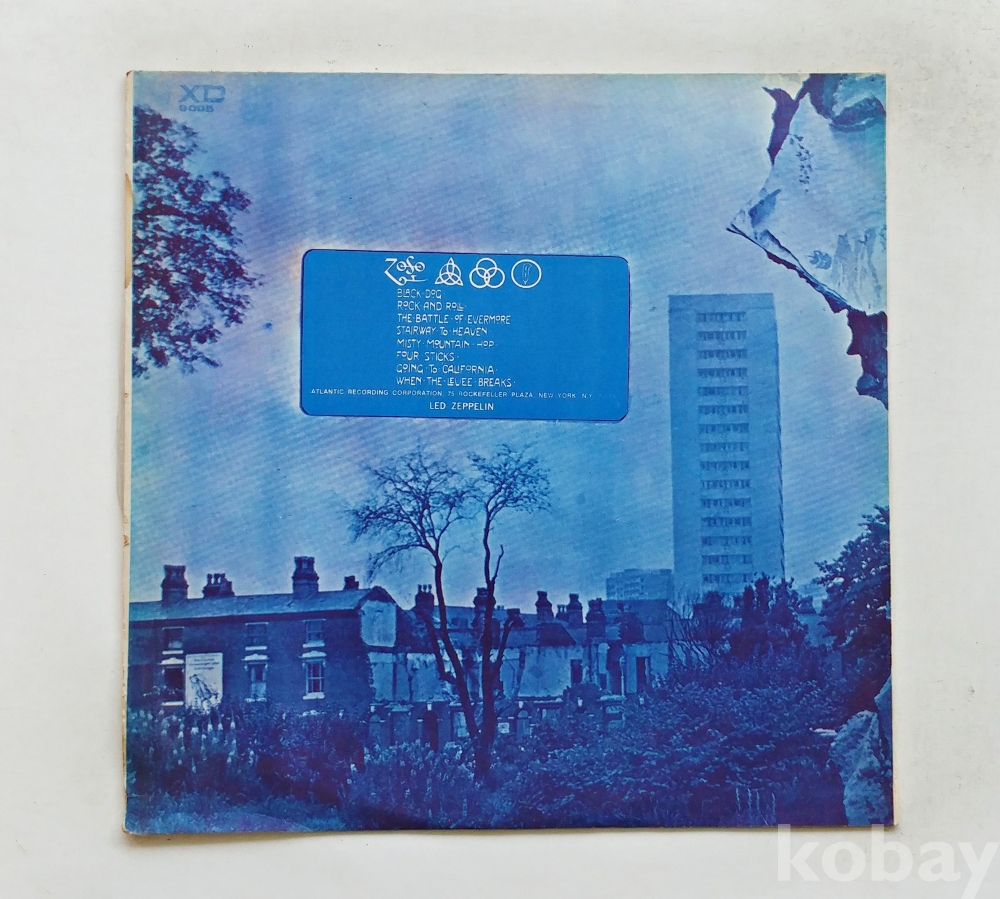 XD
9005
ZoSo
BLACK·DOG
ROCK·AND·ROLL·
THE·BATTLE·OF·EVERMORE
STAIRWAY·TO·HEAVEN
MISTY·MOUNTAIN·HOP·
FOUR·STICKS·
GOING·TO·CALIFORNIA·
WHEN·THE·LEVEE·BREAKS·
ATLANTIC RECORDING CORPORATION, 75 ROCKEFELLER PLAZA, NEW YORK, N.Y.
LED ZEPPELIN
kobay